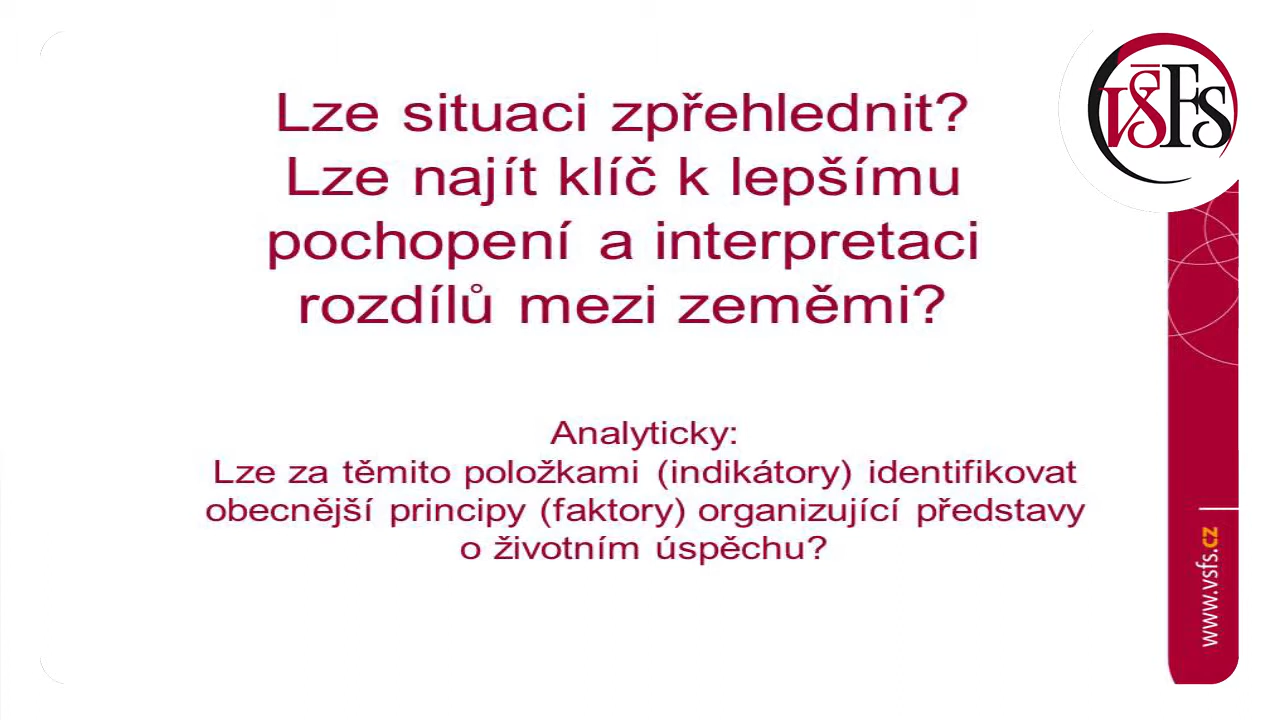 Lze situaci zpřehlednit?
Lze najít klíč k lepšímu
pochopení a interpretaci
rozdílů mezi zeměmi?
Analyticky:
Lze za těmito položkami (indikátory) identifikovat
obecnější principy (faktory) organizující představy
o životním úspěchu?
VŠFS
www.vsfs.cz